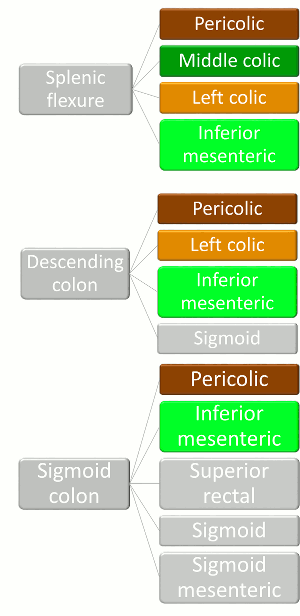 Splenic
flexure
Pericolic
Middle colic
Left colic
Inferior
mesenteric
Descending
colon
Pericolic
Left colic
Inferior
mesenteric
Sigmoid
Sigmoid
colon
Pericolic
Inferior
mesenteric
Superior
rectal
Sigmoid
Sigmoid
mesenteric